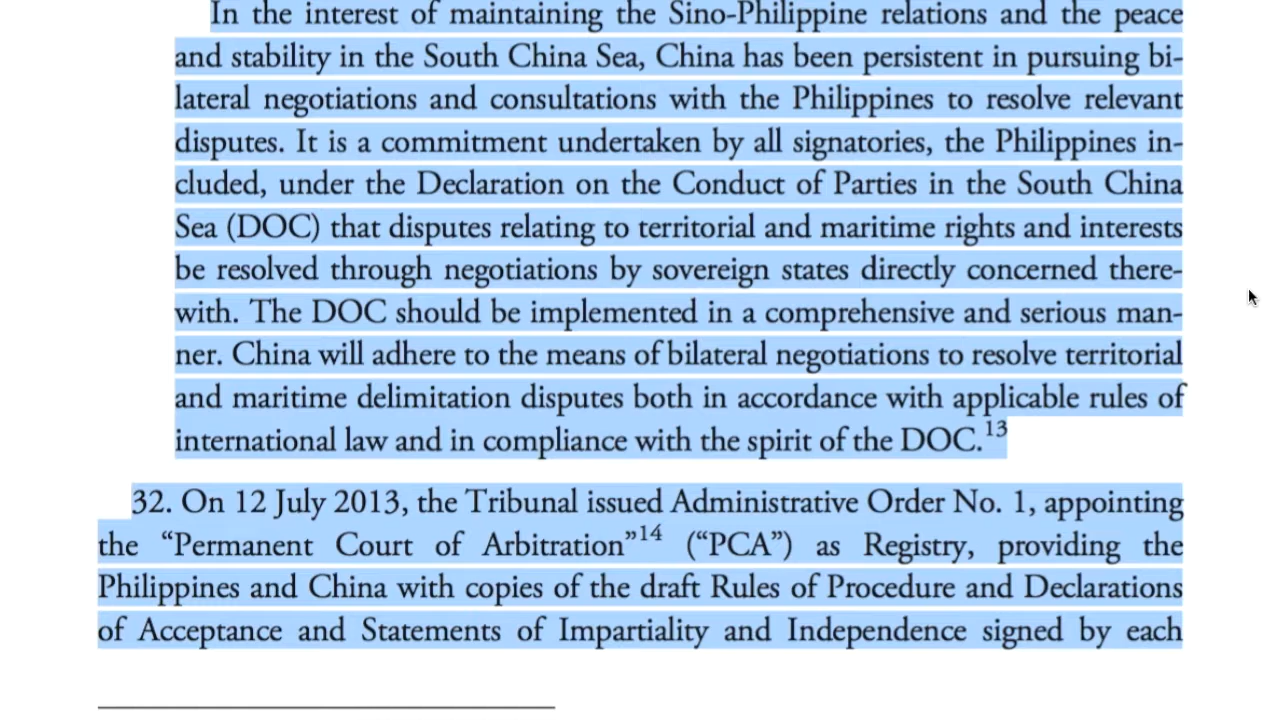 In the interest of maintaining the Sino-Philippine relations and the peace
and stability in the South China Sea, China has been persistent in pursuing bi-
lateral negotiations and consultations with the Philippines to resolve relevant
disputes. It is a commitment undertaken by all signatories, the Philippines in-
cluded, under the Declaration on the Conduct of Parties in the South China
Sea (DOC) that disputes relating to territorial and maritime rights and interests
be resolved through negotiations by sovereign states directly concerned there-
with. The DOC should be implemented in a comprehensive and serious man-
ner. China will adhere to the means of bilateral negotiations to resolve territorial
and maritime delimitation disputes both in accordance with applicable rules of
international law and in compliance with the spirit of the DOC.13
32. On 12 July 2013, the Tribunal issued Administrative Order No. 1, appointing
the “Permanent Court of Arbitration”14 (“PCA”) as Registry, providing the
Philippines and China with copies of the draft Rules of Procedure and Declarations
of Acceptance and Statements of Impartiality and Independence signed by each